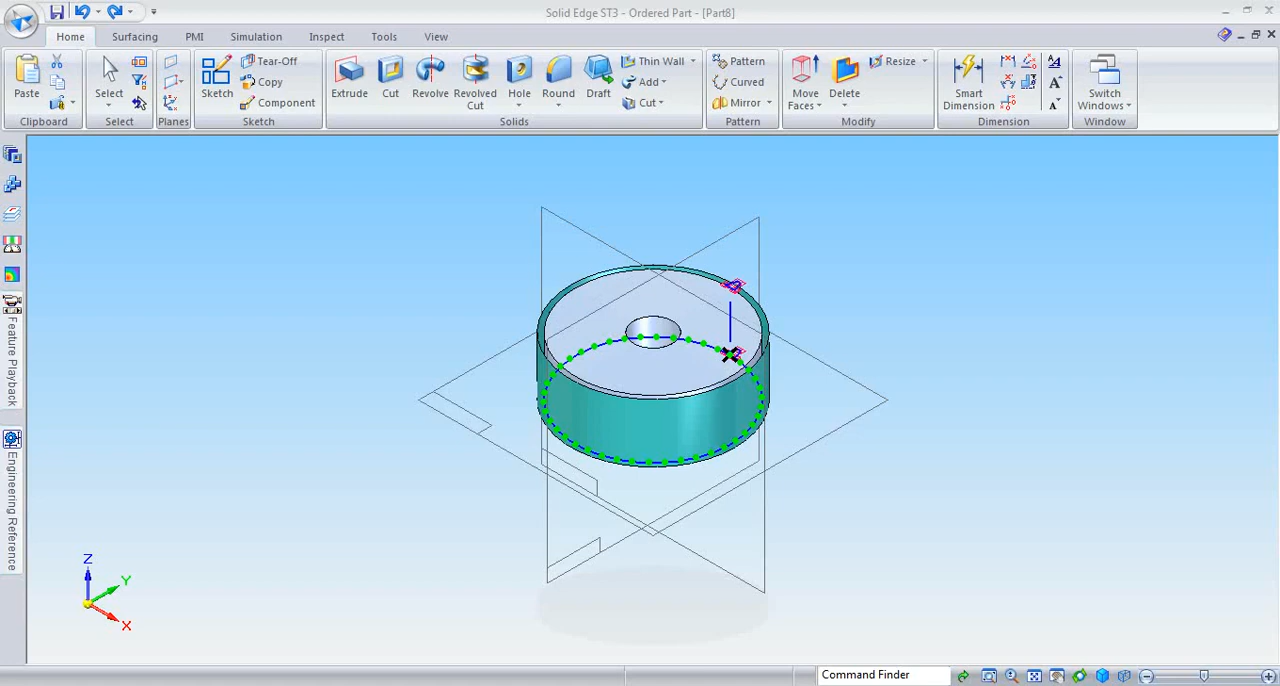 Solid Edge ST3 - Ordered Part - [Part8]
Home Surfacing PMI Simulation Inspect Tools View
Paste
Clipboard
Select
Select
Planes
Sketch
Tear-Off
Copy
Component
Sketch
Extrude
Cut
Revolve
Revolved
Cut
Hole
Round
Draft
Thin Wall
Add
Cut
Solids
Pattern
Curved
Mirror
Pattern
Move
Faces
Delete
Resize
Modify
Smart
Dimension
Dimension
Switch
Windows
Window
Feature Playback
Engineering Reference
Z
Y
X
Command Finder